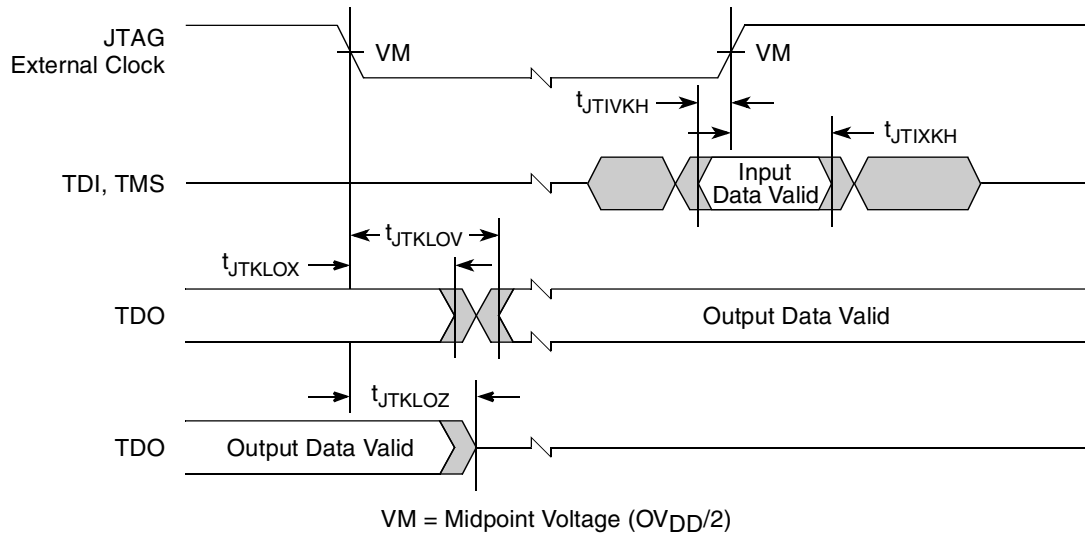 JTAG
External Clock
VM
VM
tJTIVKH
tJTIXKH
TDI, TMS
Input
Data Valid
tJTKLOV
tJTKLOX
TDO
Output Data Valid
tJTKLOZ
TDO
Output Data Valid
VM = Midpoint Voltage (OVDD/2)